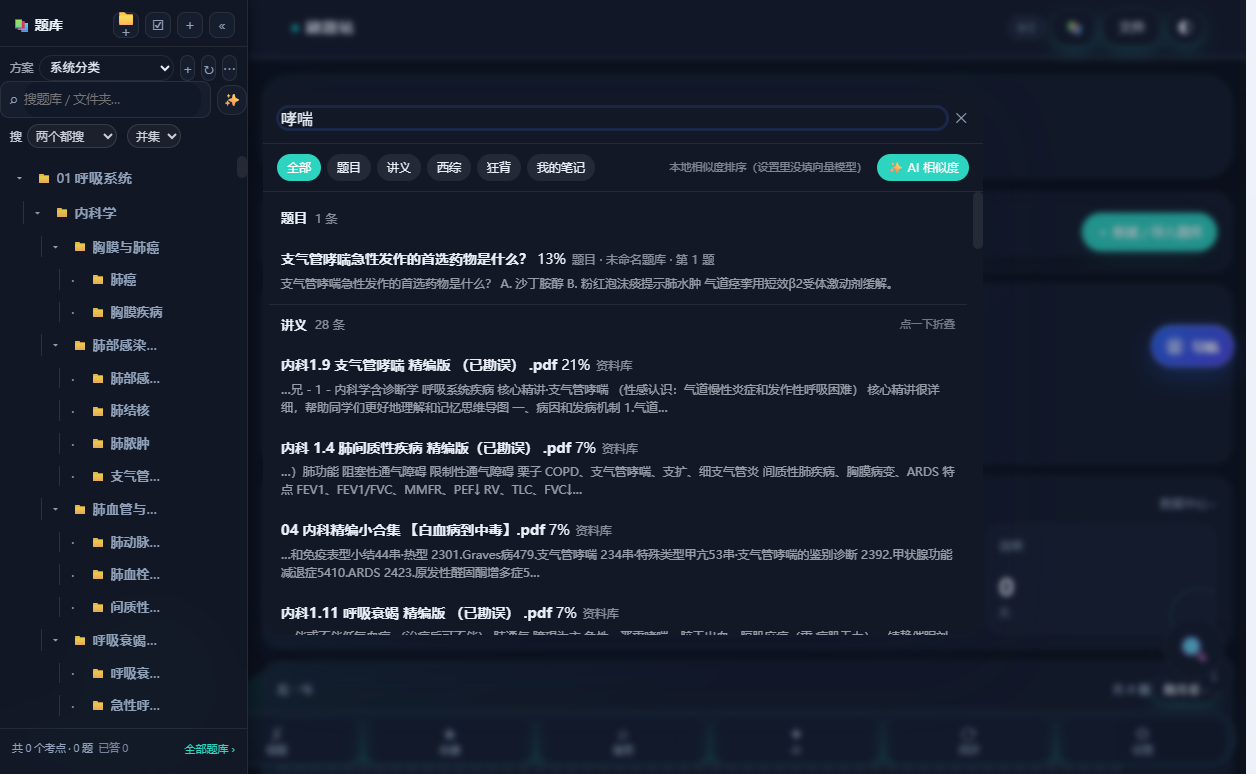 题库
+
+
«
方案 系统分类
+ ↻ ⋯
搜题库 / 文件夹...
搜 两个都搜 并集
01 呼吸系统
内科学
胸膜与肺癌
肺癌
胸膜疾病
肺部感染...
肺部感...
肺结核
肺脓肿
支气管...
肺血管与...
肺动脉...
肺血栓...
间质性...
呼吸衰竭...
呼吸衰...
急性呼...
共 0 个考点 · 0 题 已答 0
全部题库 ›
哮喘
全部 题目 讲义 西综 狂背 我的笔记
本地相似度排序（设置里没填向量模型）
AI 相似度
题目 1 条
支气管哮喘急性发作的首选药物是什么？ 13% 题目 · 未命名题库 · 第 1 题
支气管哮喘急性发作的首选药物是什么？ A. 沙丁胺醇 B. 粉红泡沫痰提示肺水肿 气道痉挛用短效β2受体激动剂缓解。
讲义 28 条
点一下折叠
内科1.9 支气管哮喘 精编版 （已勘误） .pdf 21% 资料库
...兄 - 1 - 内科学含诊断学 呼吸系统疾病 核心精讲·支气管哮喘 （性感认识：气道慢性炎症和发作性呼吸困难） 核心精讲很详
细，帮助同学们更好地理解和记忆思维导图 一、病因和发病机制 1.气道...
内科 1.4 肺间质性疾病 精编版（已勘误） .pdf 7% 资料库
...）肺功能 阻塞性通气障碍 限制性通气障碍 栗子 COPD、支气管哮喘、支扩、细支气管炎 间质性肺疾病、胸膜病变、ARDS 特
点 FEV1、FEV1/FVC、MMFR、PEF↓ RV、TLC、FVC↓...
04 内科精编小合集 【白血病到中毒】.pdf 7% 资料库
...和免疫表型小结44串·热型 2301.Graves病479.支气管哮喘 234串·特殊类型甲亢53串·支气管哮喘的鉴别诊断 2392.甲状腺功能
减退症5410.ARDS 2423.原发性醛固酮增多症5...
内科1.11 呼吸衰竭 精编版 （已勘误） .pdf 7% 资料库